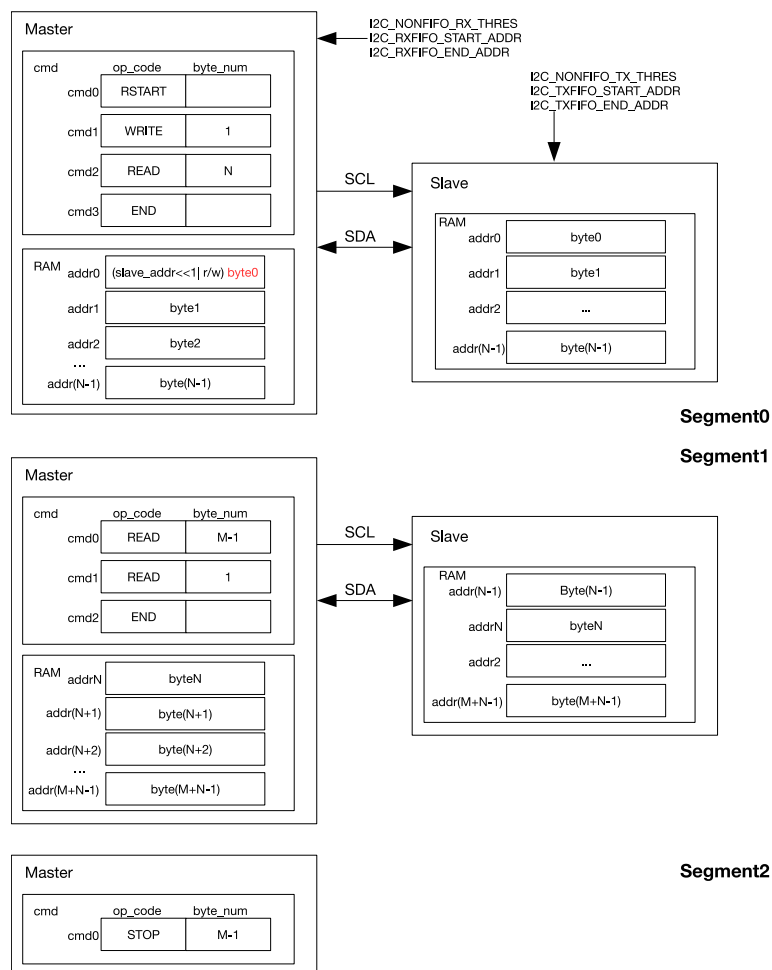 Master
I2C_NONFIFO_RX_THRES
I2C_RXFIFO_START_ADDR
I2C_RXFIFO_END_ADDR
cmd op_code byte_num
cmd0 RSTART
cmd1 WRITE 1
cmd2 READ N
cmd3 END
I2C_NONFIFO_TX_THRES
I2C_TXFIFO_START_ADDR
I2C_TXFIFO_END_ADDR
SCL
SDA
Slave
RAM
addr0 byte0
addr1 byte1
addr2 ...
addr(N-1) byte(N-1)
RAM
addr0 (slave_addr<<1| r/w) byte0
addr1 byte1
addr2 byte2
...
addr(N-1) byte(N-1)
Segment0
Segment1
Master
cmd op_code byte_num
cmd0 READ M-1
cmd1 READ 1
cmd2 END
SCL
SDA
Slave
RAM
addr(N-1) Byte(N-1)
addrN byteN
addr2 ...
addr(M+N-1) byte(M+N-1)
RAM
addrN byteN
addr(N+1) byte(N+1)
addr(N+2) byte(N+2)
...
addr(M+N-1) byte(M+N-1)
Segment2
Master
cmd op_code byte_num
cmd0 STOP M-1